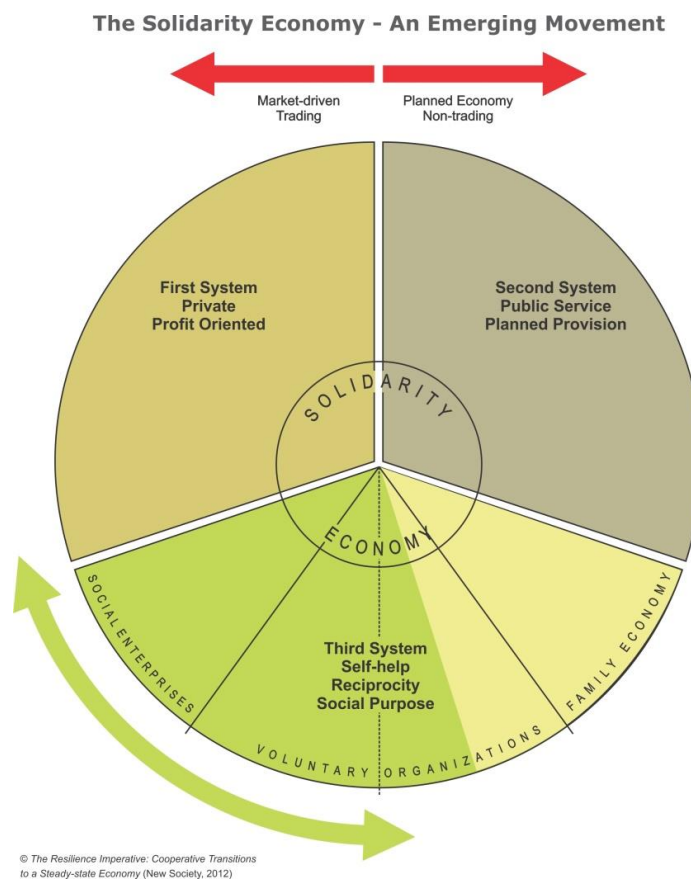 The Solidarity Economy - An Emerging Movement
Market-driven
Trading
Planned Economy
Non-trading
First System
Private
Profit Oriented
Second System
Public Service
Planned Provision
SOLIDARITY
ECONOMY
Third System
Self-help
Reciprocity
Social Purpose
SOCIAL ENTERPRISES
VOLUNTARY ORGANIZATIONS
FAMILY ECONOMY
© The Resilience Imperative: Cooperative Transitions
to a Steady-state Economy (New Society, 2012)